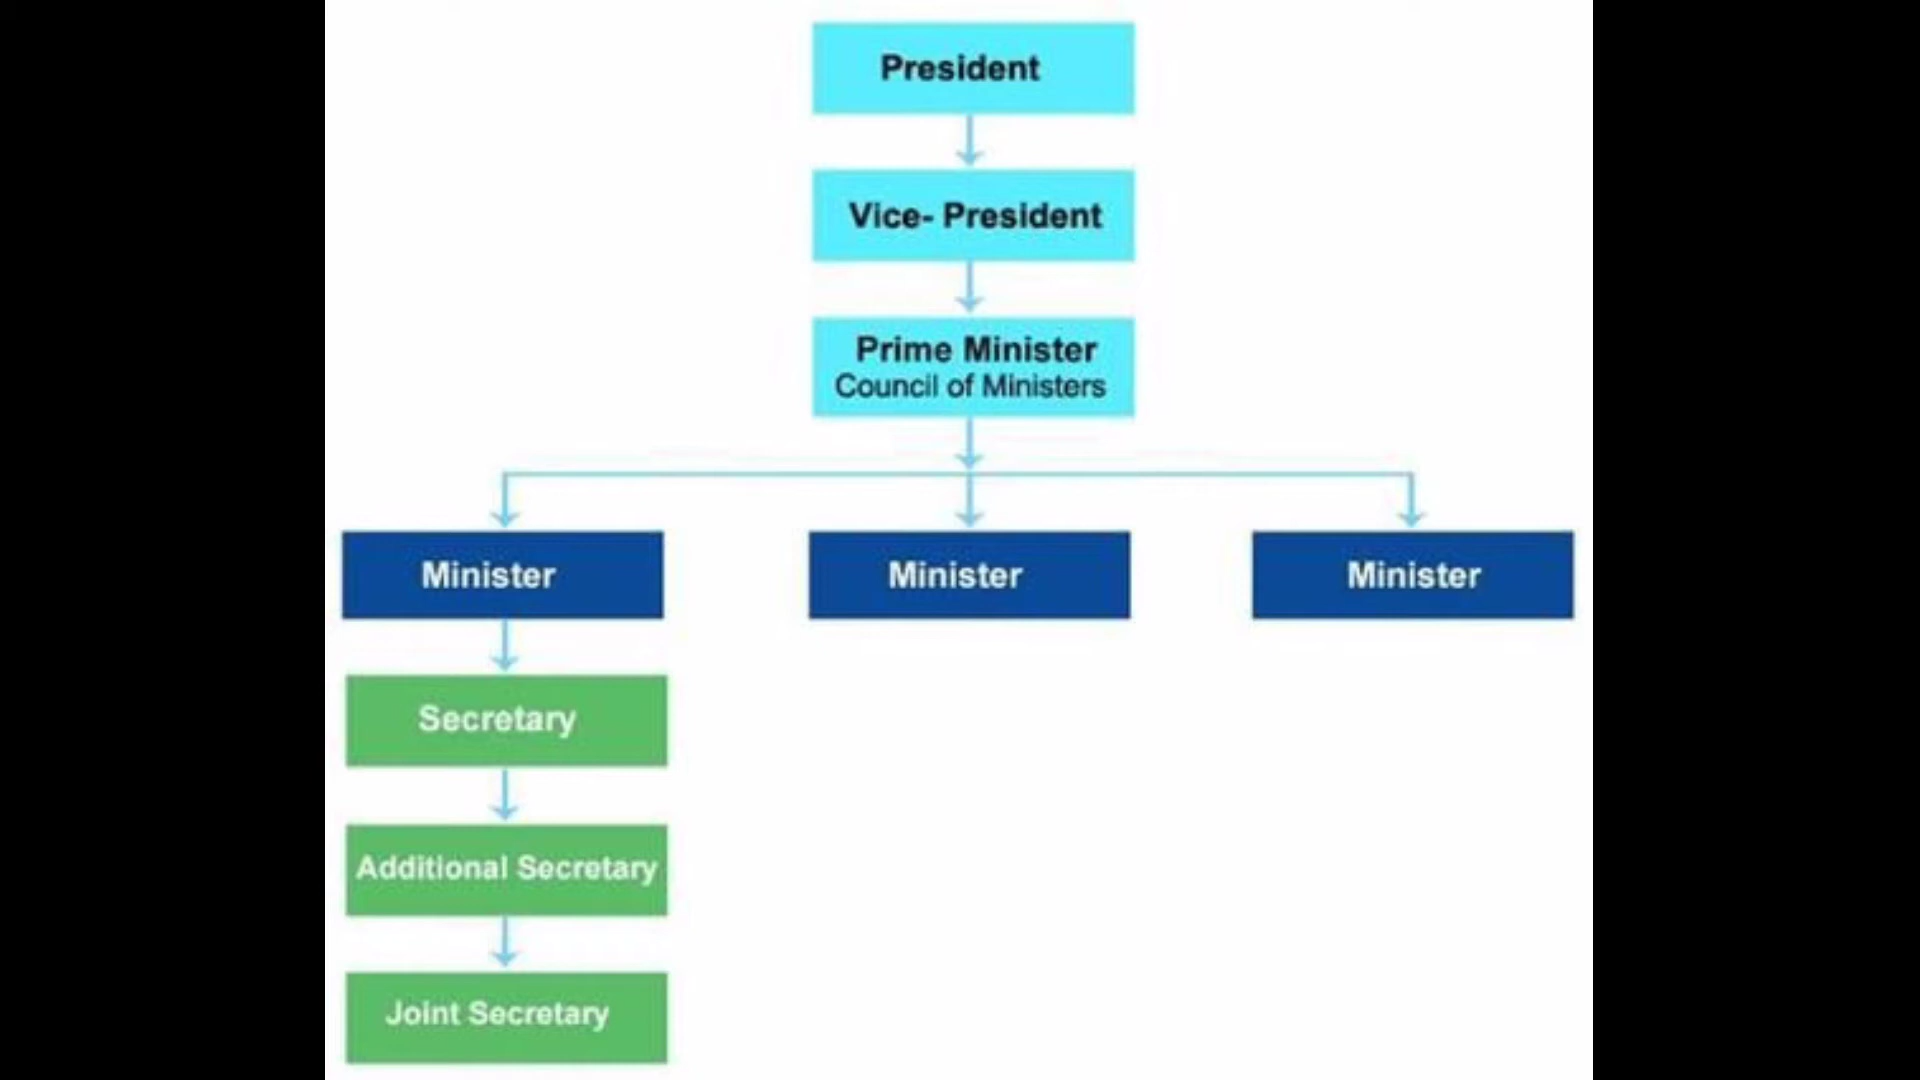 President
Vice- President
Prime Minister
Council of Ministers
Minister
Minister
Minister
Secretary
Additional Secretary
Joint Secretary